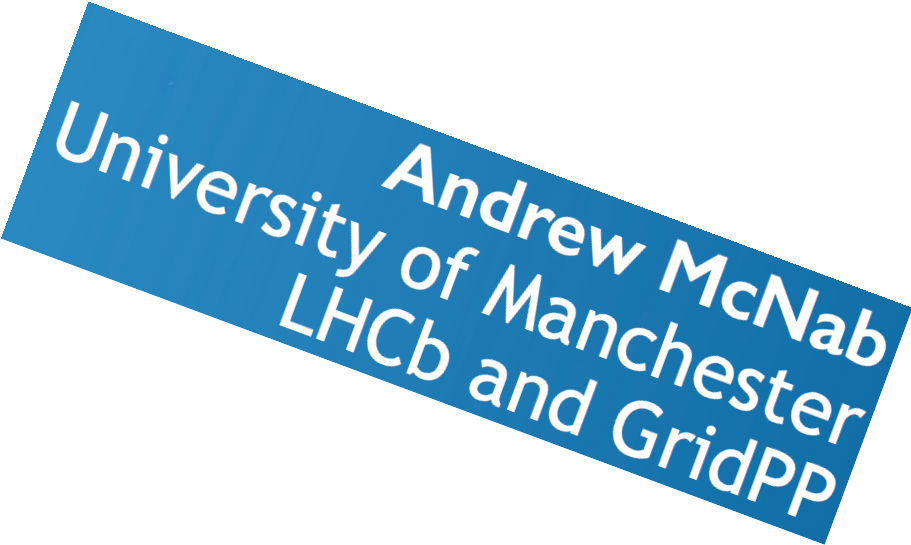 Andrew McNab
University of Manchester
LHCb and GridPP